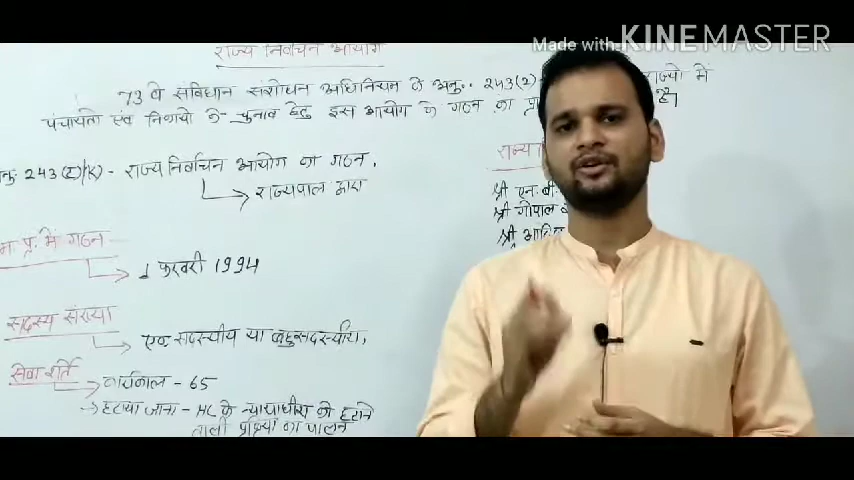 Made with KINEMASTER
राज्य निर्वाचन आयोग
73 वे संविधान संशोधन अधिनियम के अनु. 243(2) राज्यो में
पंचायतो एवं निकायो के चुनाव हेतु इस आयोग के गठन का है।
243(Z)(K) - राज्य निर्वाचन आयोग का गठन,
राज्यपाल द्वारा
म. प्र. में गठन
1 फरवरी 1994
सदस्य संख्या
एक सदस्यीय या बहुसदस्यीय,
सेवा शर्ते
कार्यकाल - 65
हटाया जाना - HC के न्यायाधीश को हटाने
वाली प्रक्रिया का पालन
राज्य
श्री एन. बी.
श्री गोपाल
श्री